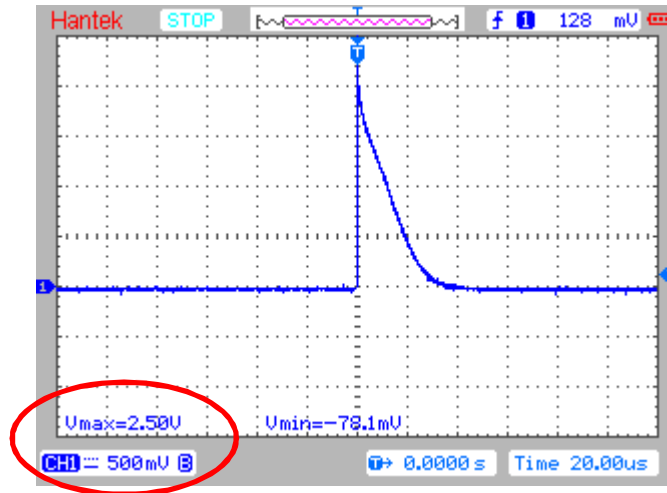 Hantek STOP T f 1 128 mV
T
1
Vmax=2.50V Vmin=-78.1mV
CH1 500mV B T→ 0.0000s Time 20.00us